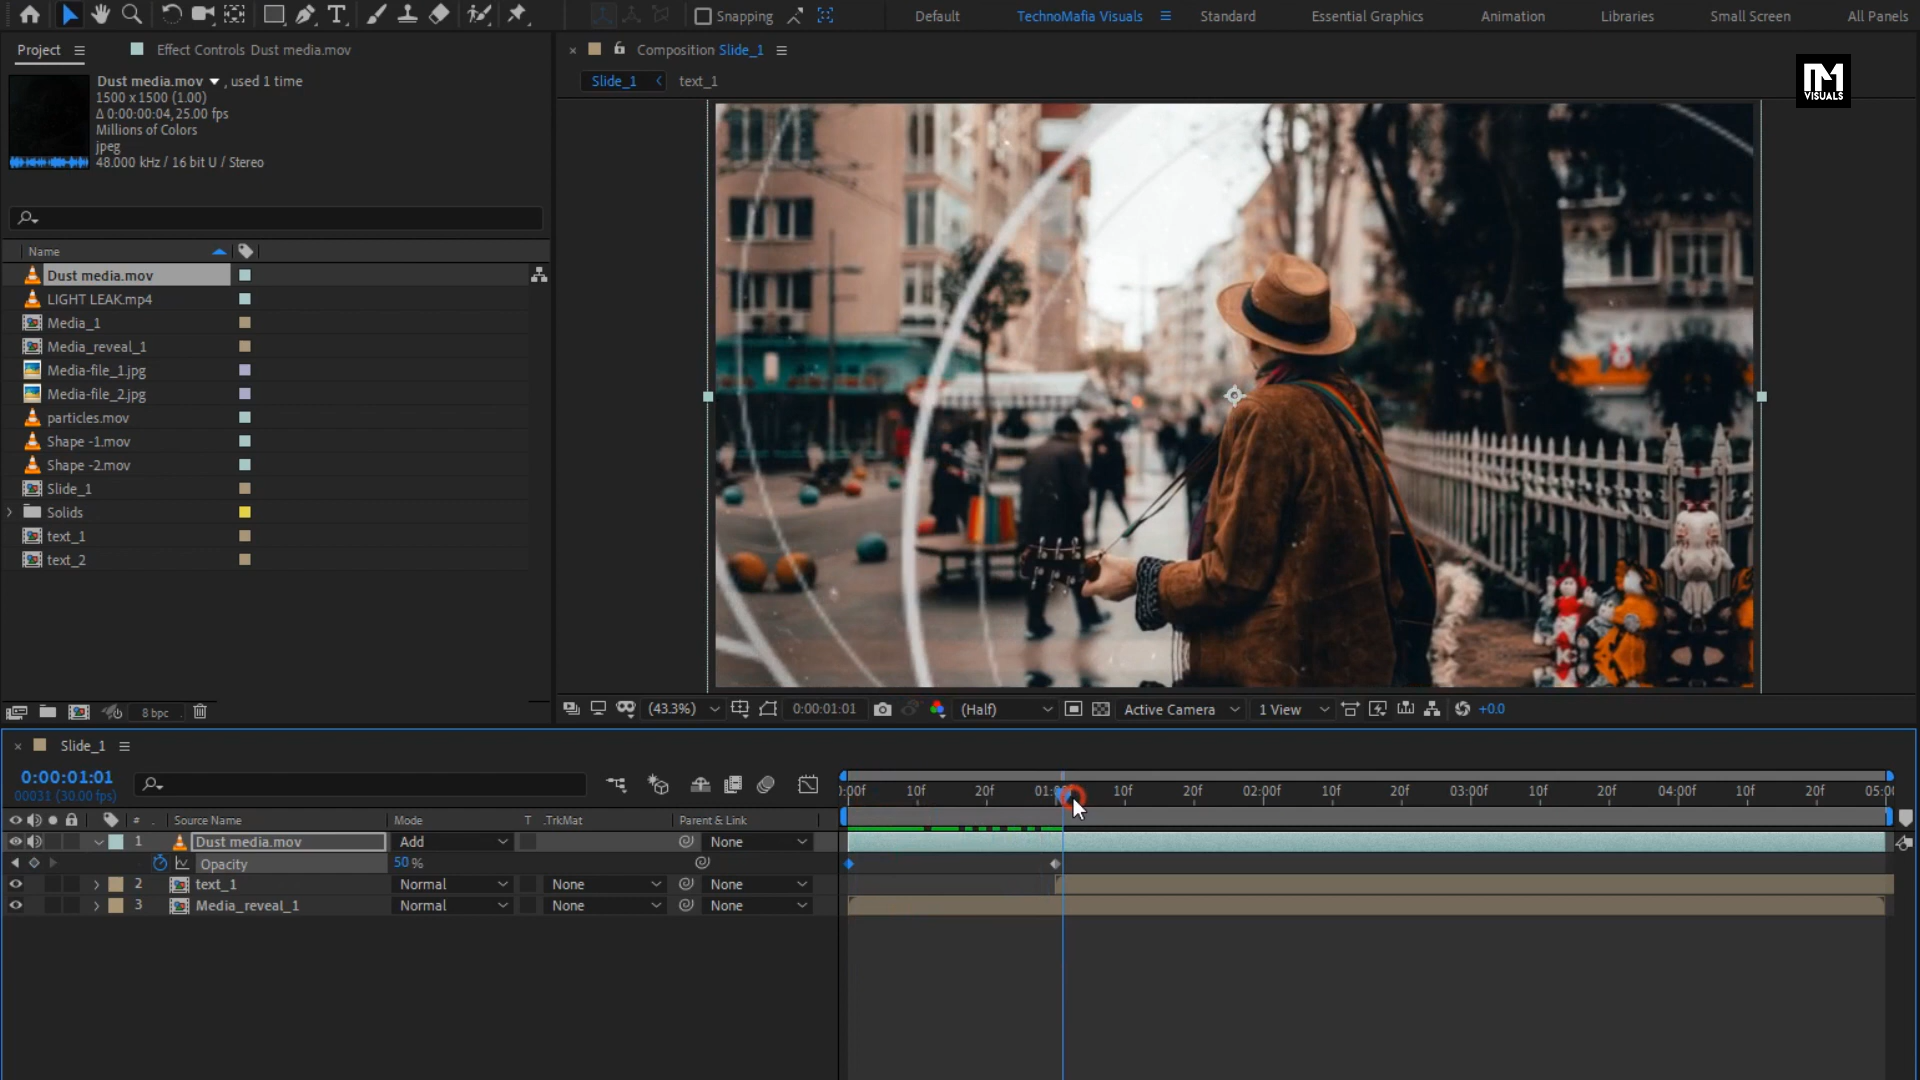 Snapping
Default
TechnoMafia Visuals
Standard
Essential Graphics
Animation
Libraries
Small Screen
All Panels
Project
Effect Controls Dust media.mov
Composition Slide_1
Slide_1
text_1
Dust media.mov , used 1 time
1500 x 1500 (1.00)
Δ 0:00:00:04, 25.00 fps
Millions of Colors
jpeg
48.000 kHz / 16 bit U / Stereo
VISUALS
Name
Dust media.mov
LIGHT LEAK.mp4
Media_1
Media_reveal_1
Media-file_1.jpg
Media-file_2.jpg
particles.mov
Shape -1.mov
Shape -2.mov
Slide_1
Solids
text_1
text_2
8 bpc
(43.3%)
0:00:01:01
(Half)
Active Camera
1 View
+0.0
Slide_1
0:00:01:01
00031 (30.00 fps)
:00f 10f 20f 01:00f 10f 20f 02:00f 10f 20f 03:00f 10f 20f 04:00f 10f 20f 05:00
# Source Name Mode T .TrkMat Parent & Link
1 Dust media.mov Add None
Opacity 50 %
2 text_1 Normal None None
3 Media_reveal_1 Normal None None